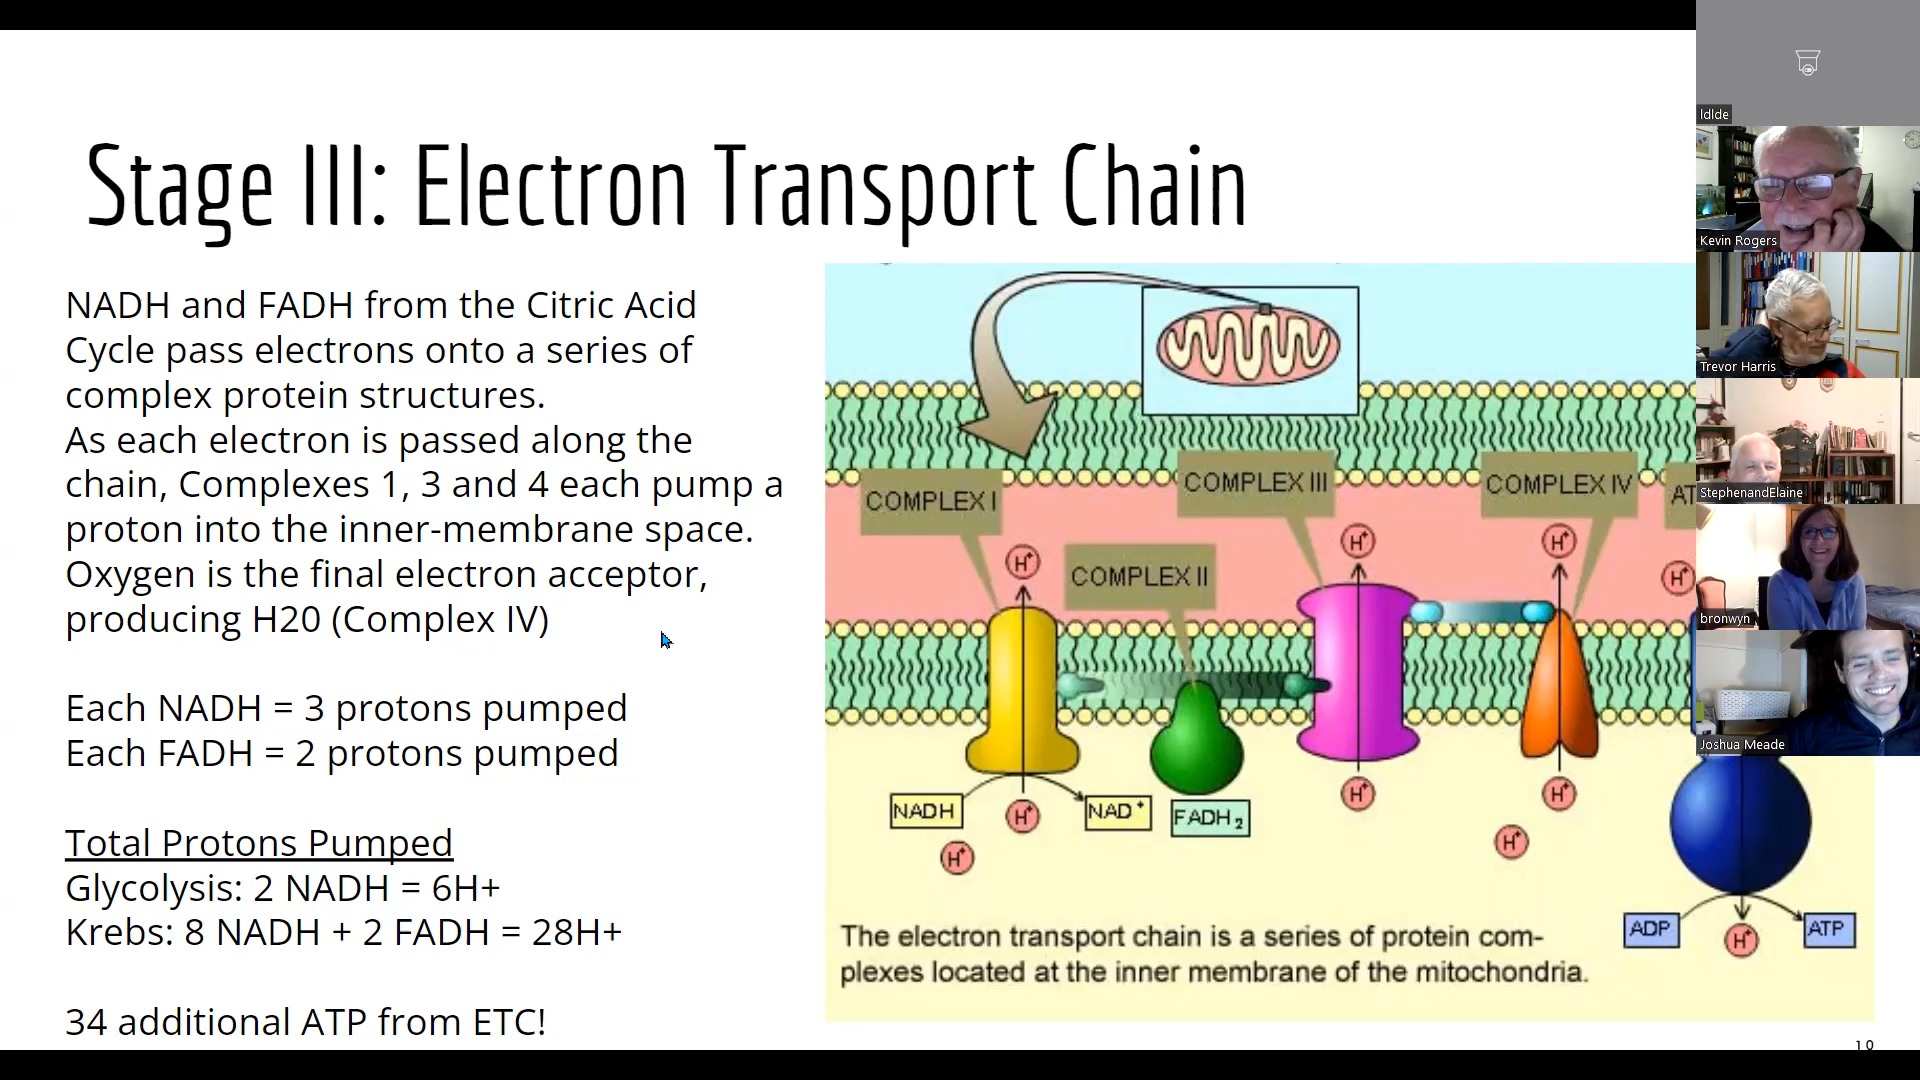 Stage III: Electron Transport Chain
NADH and FADH from the Citric Acid
Cycle pass electrons onto a series of
complex protein structures.
As each electron is passed along the
chain, Complexes 1, 3 and 4 each pump a
proton into the inner-membrane space.
Oxygen is the final electron acceptor,
producing H20 (Complex IV)
Each NADH = 3 protons pumped
Each FADH = 2 protons pumped
Total Protons Pumped
Glycolysis: 2 NADH = 6H+
Krebs: 8 NADH + 2 FADH = 28H+
34 additional ATP from ETC!
COMPLEX I
COMPLEX II
COMPLEX III
COMPLEX IV
AT
H+
H+
H+
H+
NADH
H+
NAD+
FADH2
H+
H+
H+
H+
ADP
H+
ATP
The electron transport chain is a series of protein com-
plexes located at the inner membrane of the mitochondria.
10
ldlde
Kevin Rogers
Trevor Harris
StephenandElaine
bronwyn
Joshua Meade